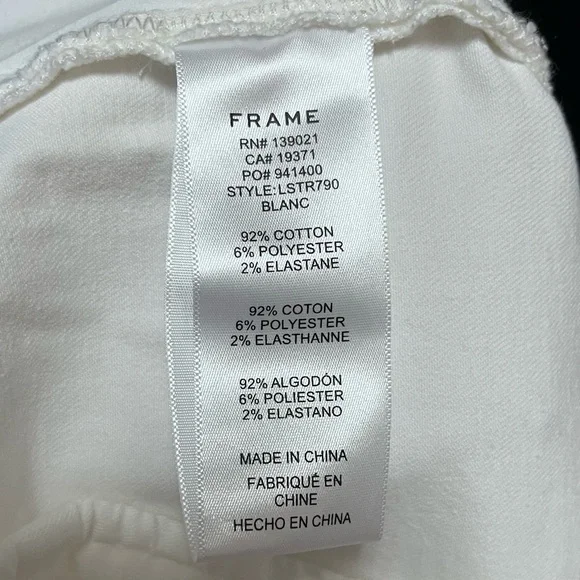 FRAME
RN# 139021
CA# 19371
PO# 941400
STYLE: LSTR790
BLANC
92% COTTON
6% POLYESTER
2% ELASTANE
92% COTON
6% POLYESTER
2% ELASTHANNE
92% ALGODÓN
6% POLIESTER
2% ELASTANO
MADE IN CHINA
FABRIQUÉ EN
CHINE
HECHO EN CHINA